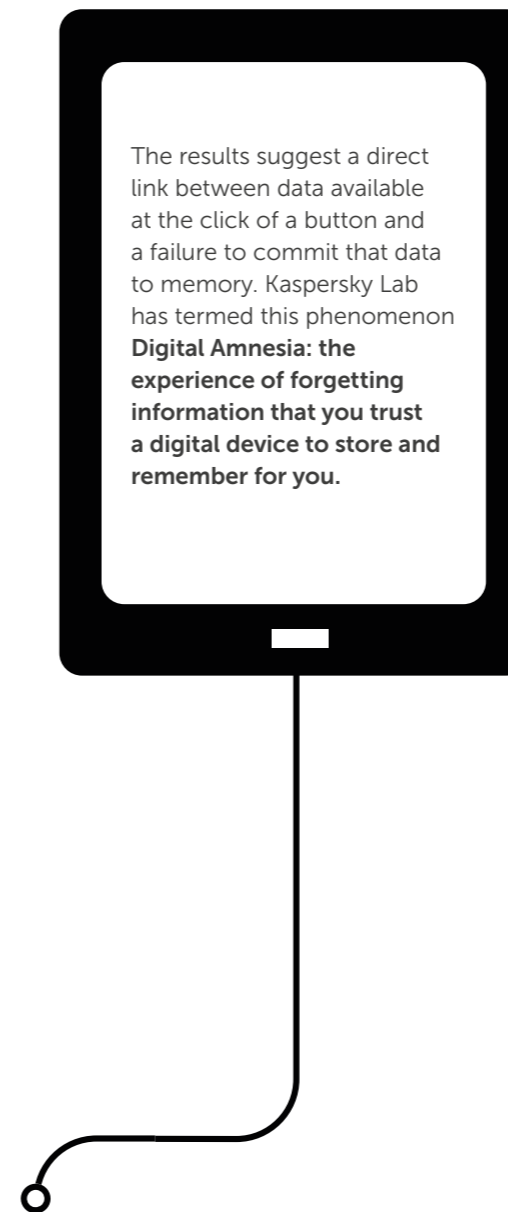 The results suggest a direct
link between data available
at the click of a button and
a failure to commit that data
to memory. Kaspersky Lab
has termed this phenomenon
Digital Amnesia: the
experience of forgetting
information that you trust
a digital device to store and
remember for you.